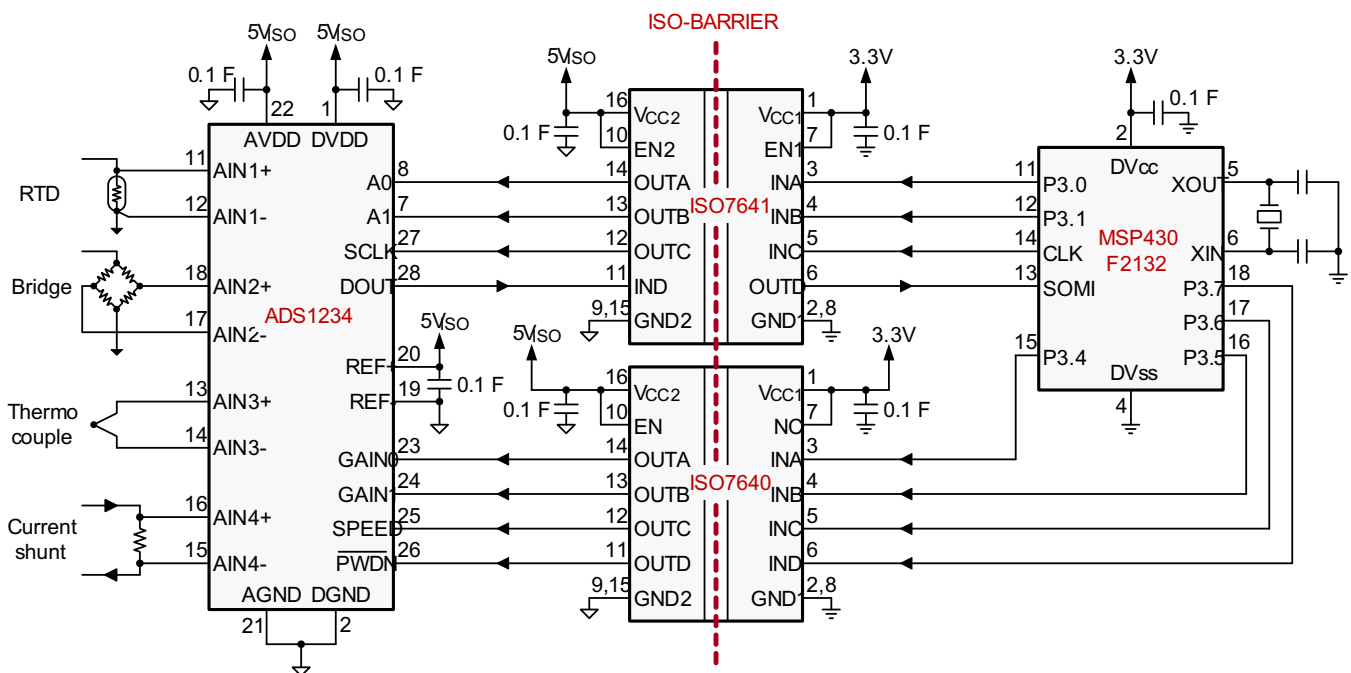 ISO-BARRIER
5VISO
5VISO
0.1 F
0.1 F
22
1
AVDD
DVDD
RTD
11
AIN1+
12
AIN1-
Bridge
18
AIN2+
17
AIN2-
Thermo
couple
13
AIN3+
14
AIN3-
Current
shunt
16
AIN4+
15
AIN4-
ADS1234
A0
8
A1
7
SCLK
27
DOUT
28
5VISO
REF+
20
0.1 F
REF-
19
GAIN0
23
GAIN1
24
SPEED
25
PWDN
26
AGND
DGND
21
2
5VISO
0.1 F
16
VCC2
10
EN2
14
OUTA
13
OUTB
12
OUTC
11
IND
9,15
GND2
ISO7641
3.3V
0.1 F
VCC1
1
EN1
7
INA
3
INB
4
INC
5
OUTD
6
GND1
2,8
5VISO
0.1 F
16
VCC2
10
EN
14
OUTA
13
OUTB
12
OUTC
11
OUTD
9,15
GND2
ISO7640
3.3V
0.1 F
VCC1
1
NC
7
INA
3
INB
4
INC
5
IND
6
GND1
2,8
3.3V
0.1 F
2
DVCC
11
P3.0
12
P3.1
14
CLK
13
SOMI
15
P3.4
MSP430
F2132
XOUT
5
XIN
6
P3.7
18
P3.6
17
P3.5
16
DVSS
4